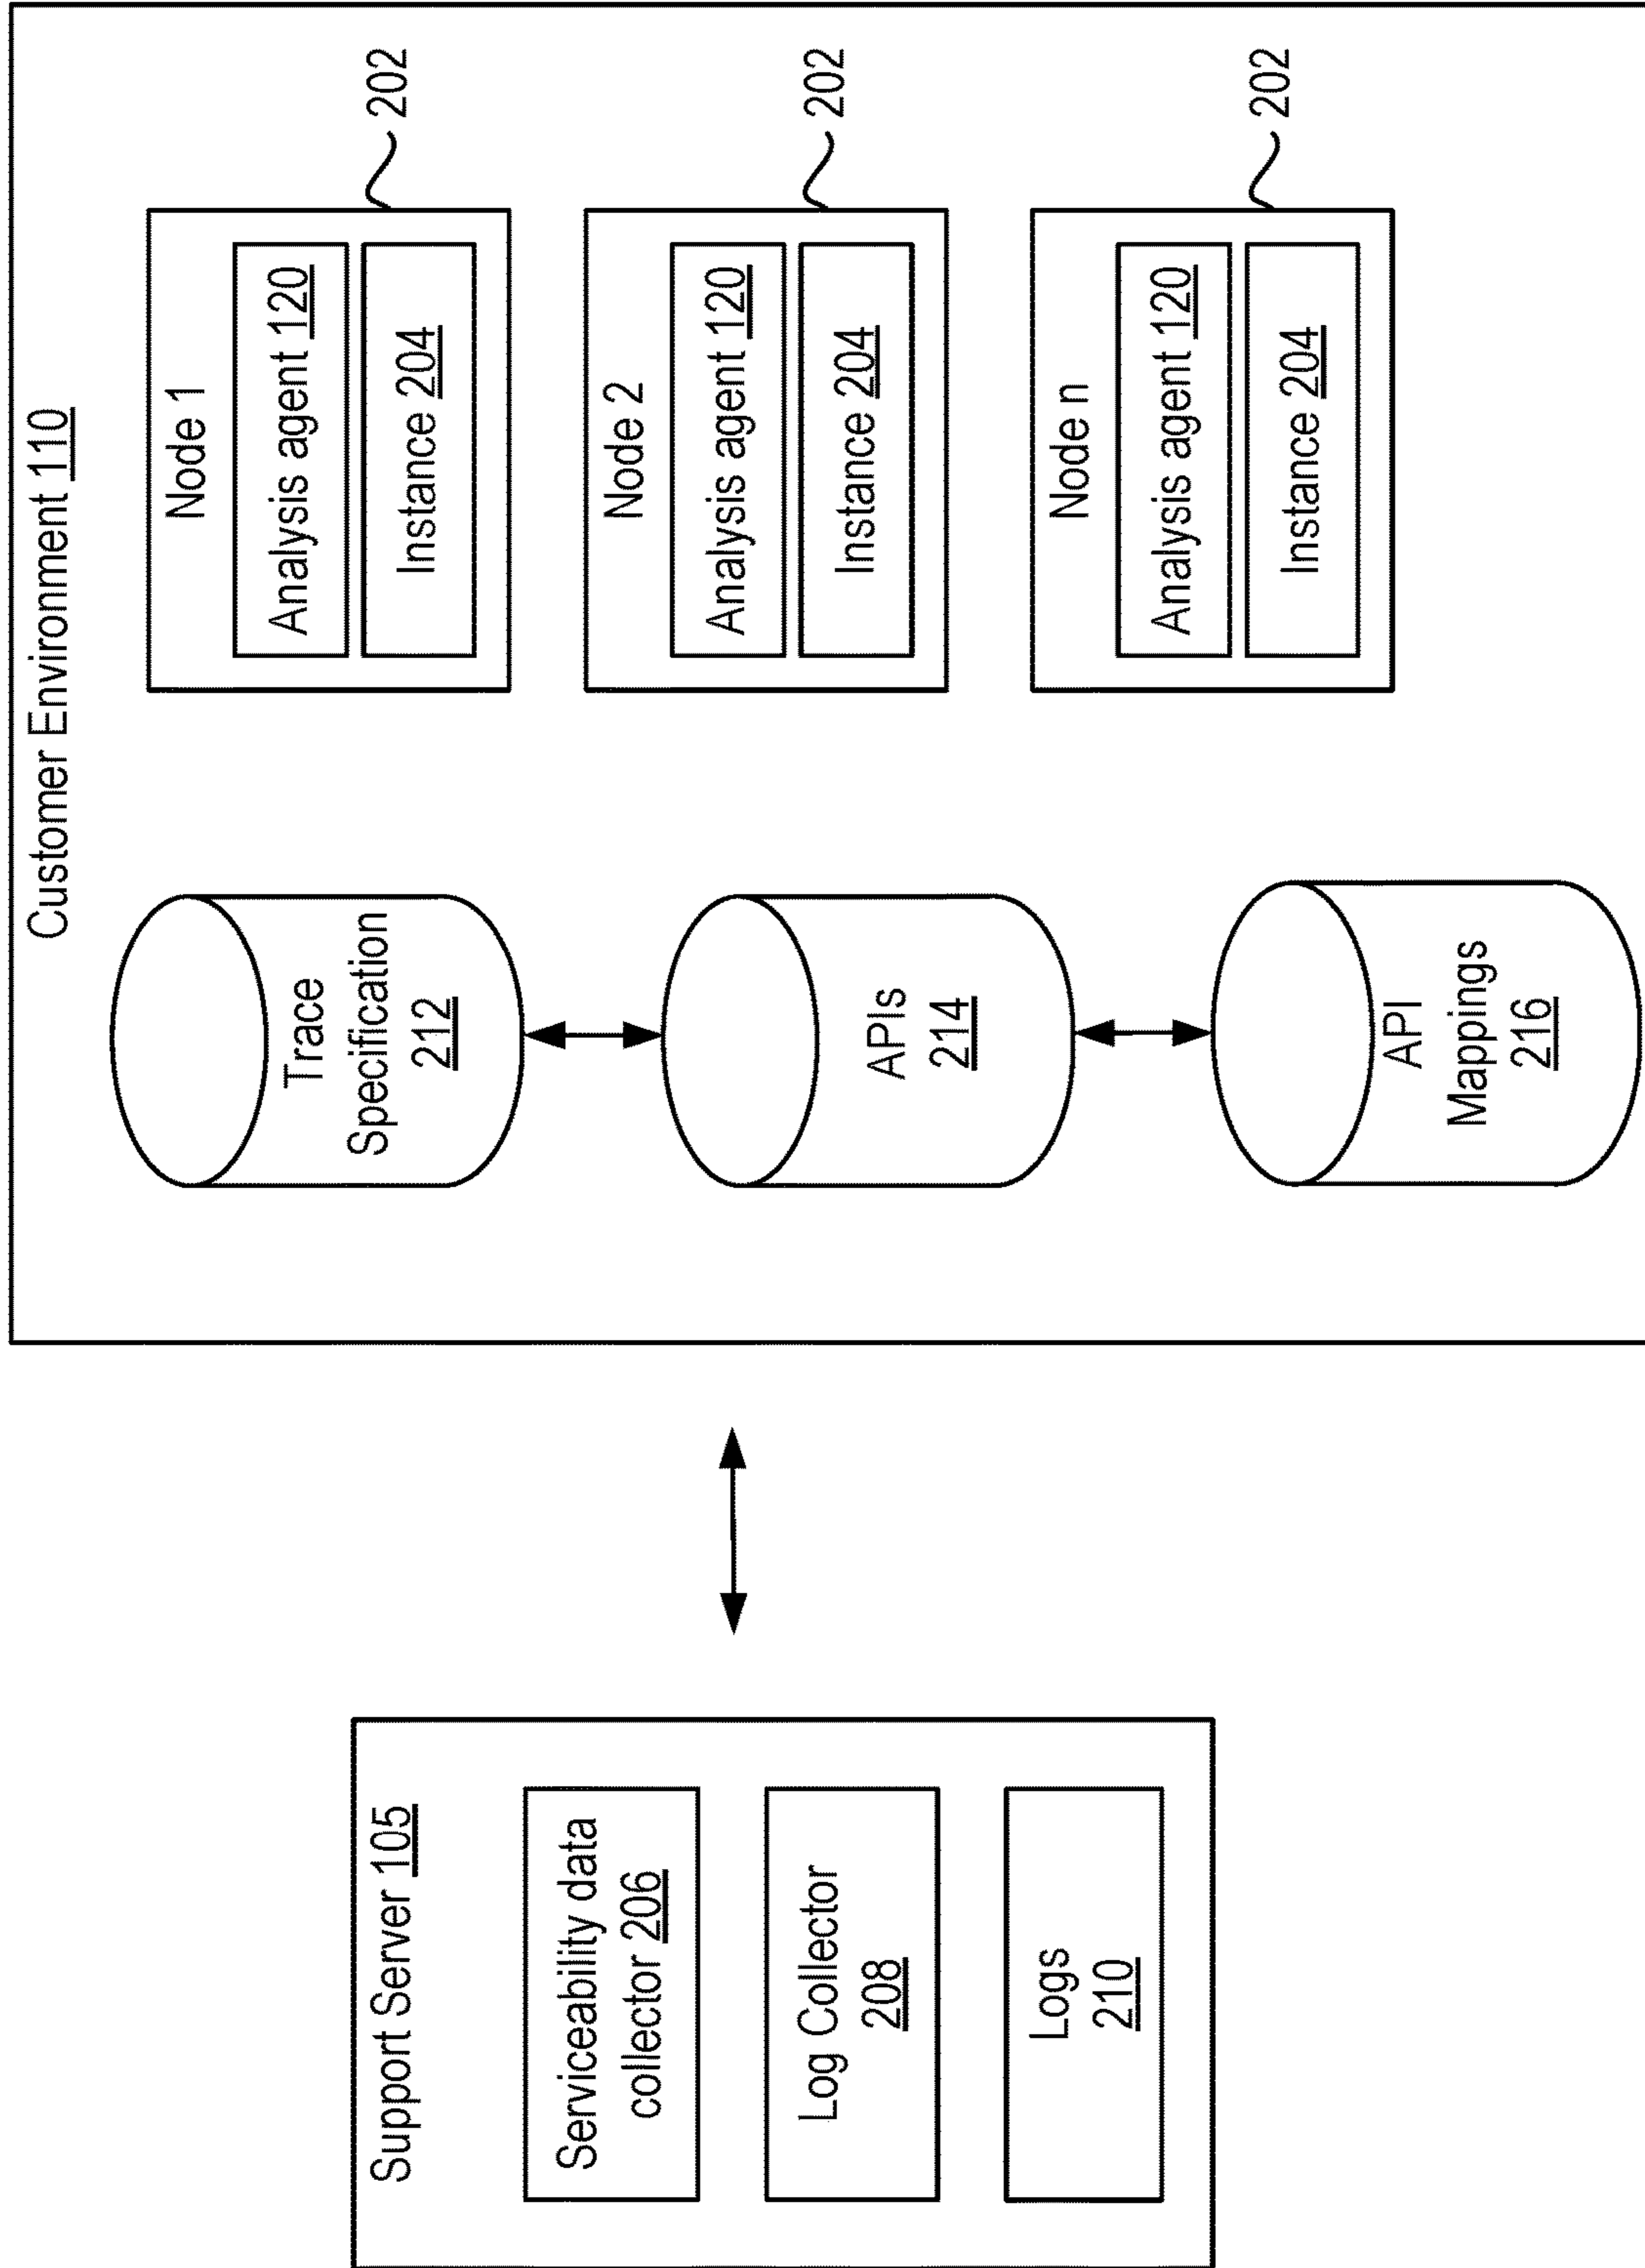 Support Server 105
Serviceability data
collector 206
Log Collector
208
Logs
210
Customer Environment 110
Trace
Specification
212
APIs
214
API
Mappings
216
Node 1
Analysis agent 120
Instance 204
202
Node 2
Analysis agent 120
Instance 204
202
Node n
Analysis agent 120
Instance 204
202